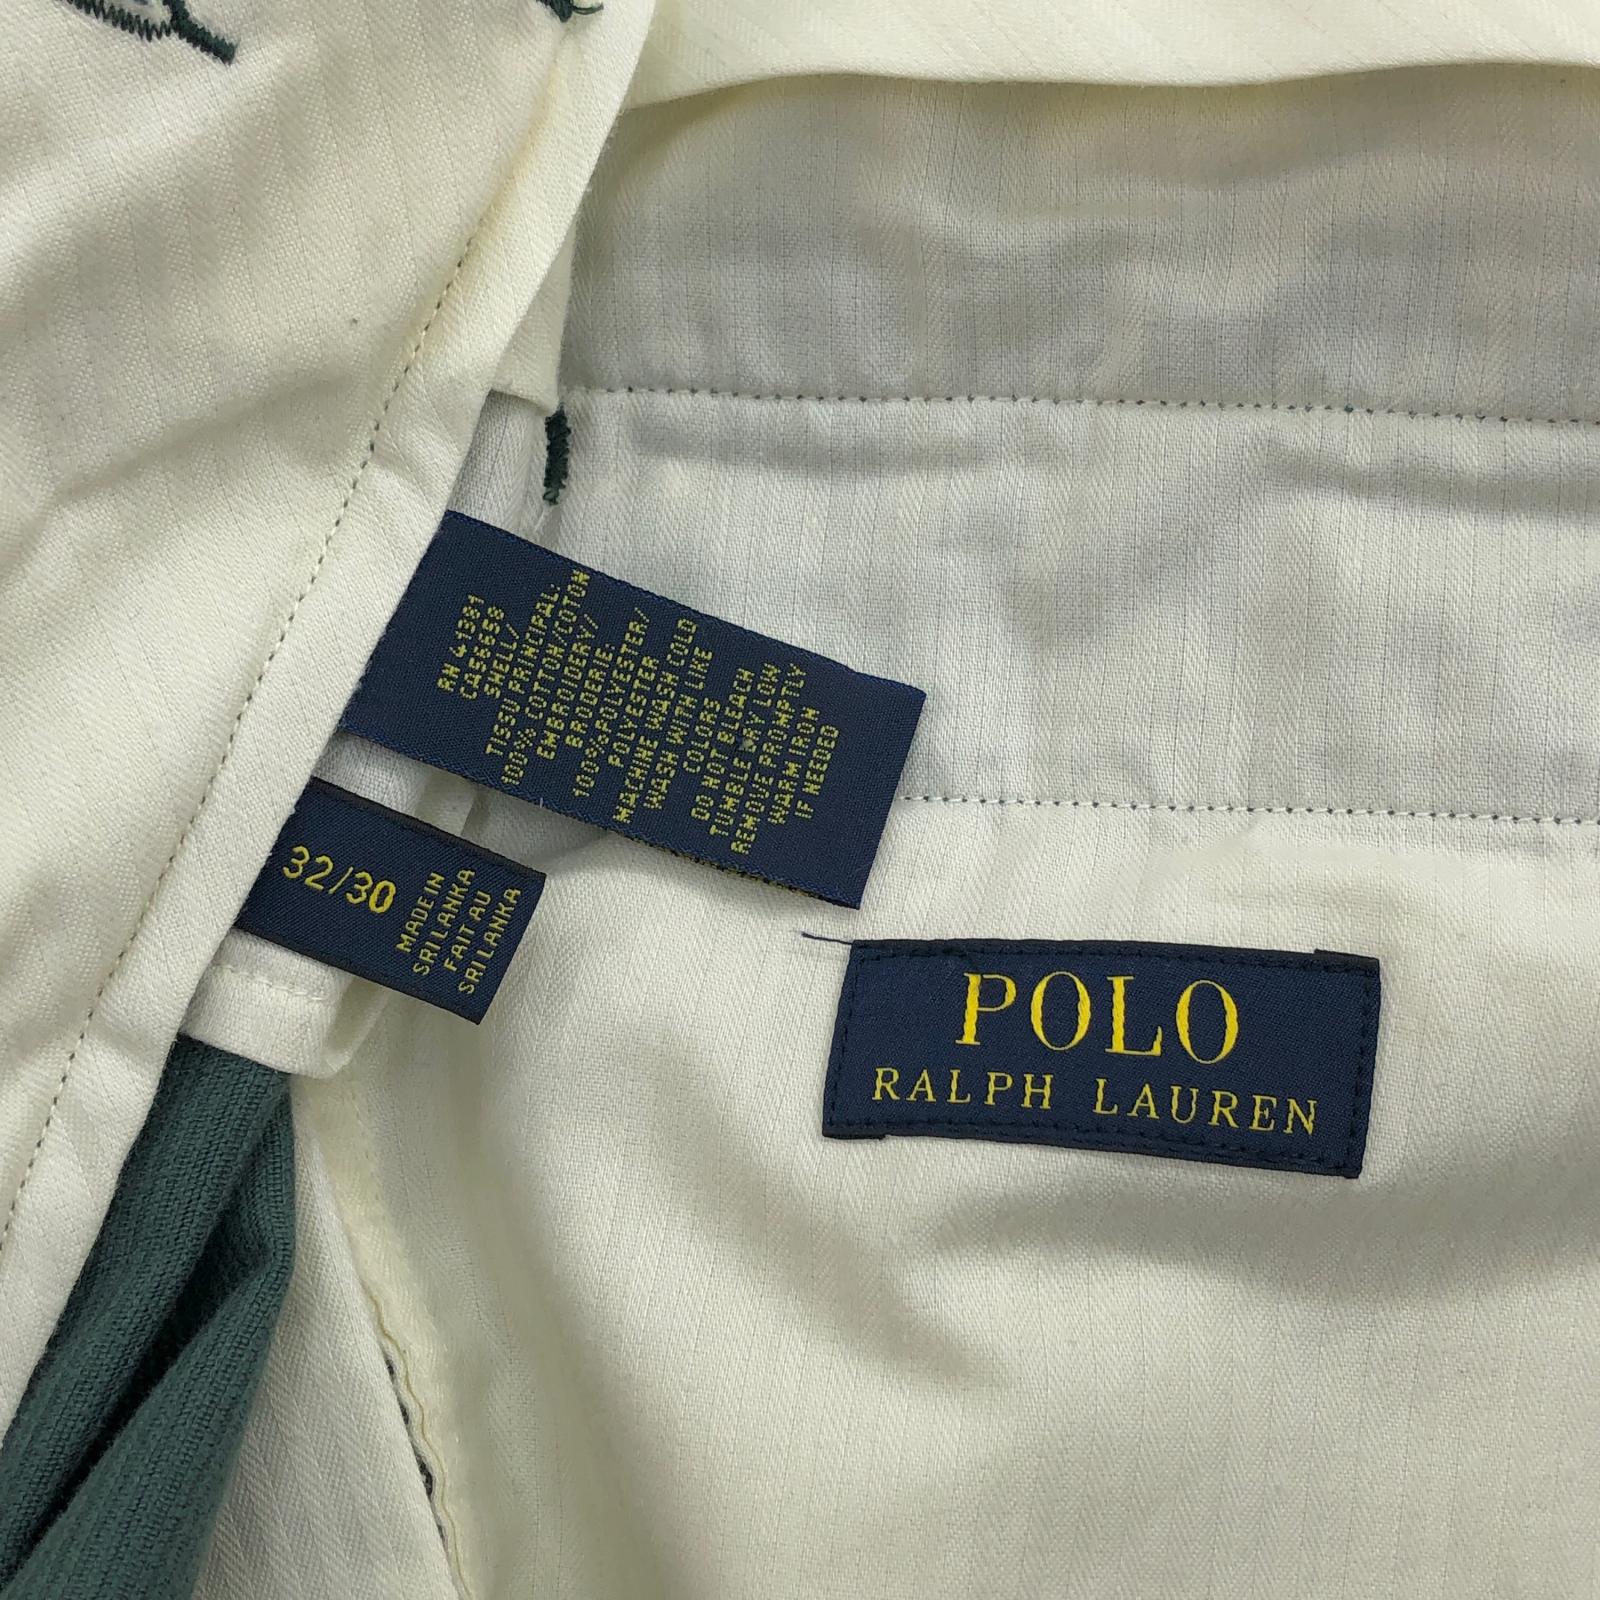 RN 41381
CA56658
SHELL/
TISSU PRINCIPAL:
100% COTTON/COTON
EMBROIDERY/
BRODERIE:
100% POLYESTER/
POLYESTER
MACHINE WASH COLD
WASH WITH LIKE
COLORS
DO NOT BLEACH
TUMBLE DRY LOW
REMOVE PROMPTLY
WARM IRON
IF NEEDED
32/30
MADE IN
SRI LANKA
FAIT AU
SRI LANKA
POLO
RALPH LAUREN